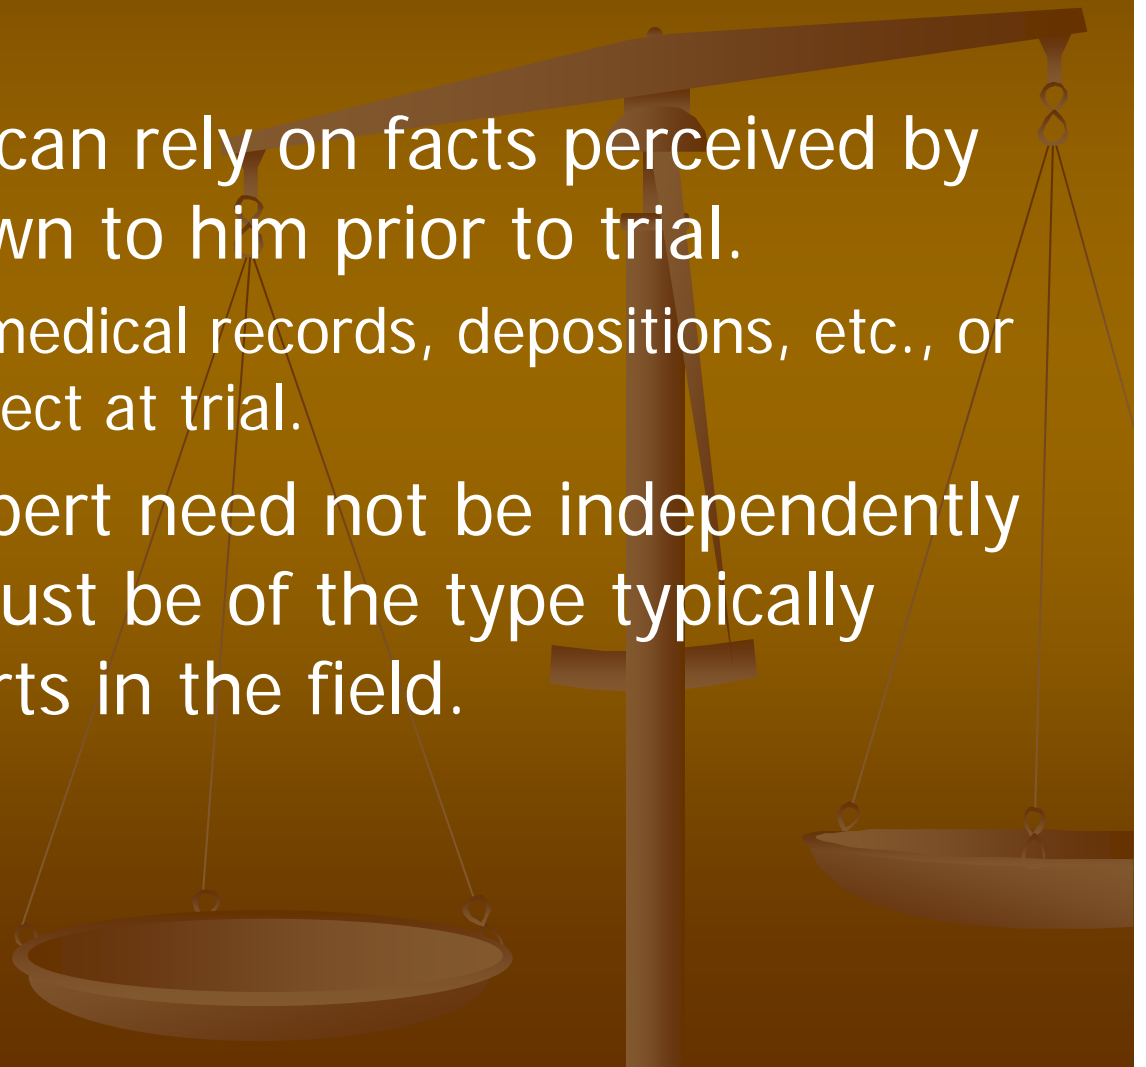 can rely on facts perceived by
wn to him prior to trial.
medical records, depositions, etc., or
ect at trial.
pert need not be independently
ust be of the type typically
rts in the field.